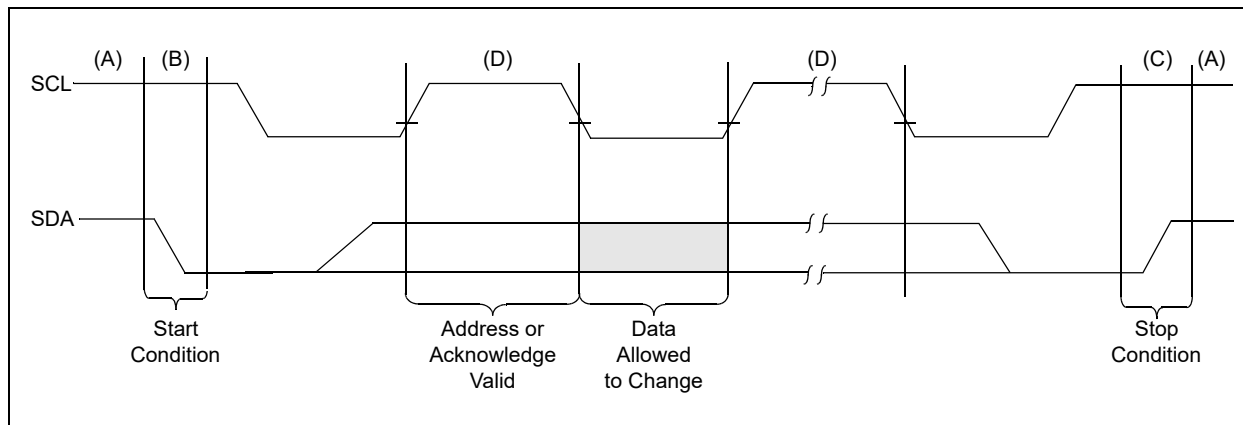 (A) (B) (D) (D) (C) (A)
SCL
SDA
Start
Condition
Address or
Acknowledge
Valid
Data
Allowed
to Change
Stop
Condition